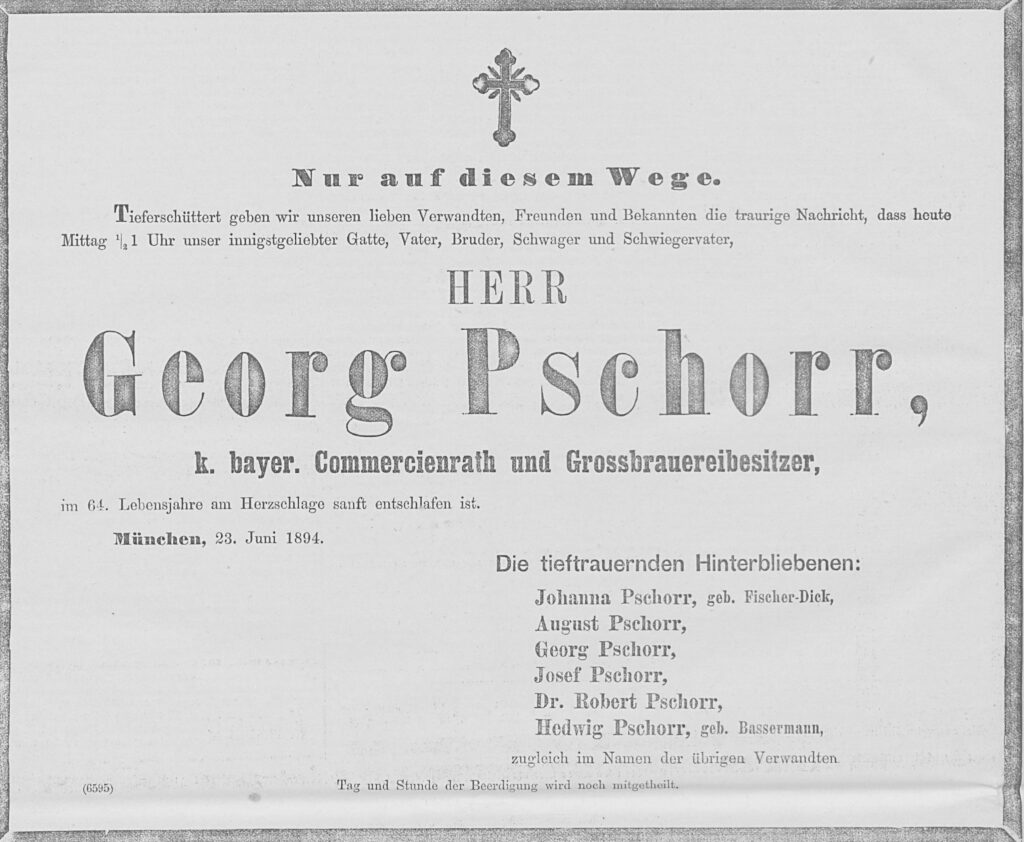 Nur auf diesem Wege.
Tieferschüttert geben wir unseren lieben Verwandten, Freunden und Bekannten die traurige Nachricht, dass heute
Mittag ½1 Uhr unser innigstgeliebter Gatte, Vater, Bruder, Schwager und Schwiegervater,
HERR
Georg Pschorr,
k. bayer. Commercienrath und Grossbrauereibesitzer,
im 64. Lebensjahre am Herzschlage sanft entschlafen ist.
München, 23. Juni 1894.
Die tieftrauernden Hinterbliebenen:
Johanna Pschorr, geb. Fischer-Dick,
August Pschorr,
Georg Pschorr,
Josef Pschorr,
Dr. Robert Pschorr,
Hedwig Pschorr, geb. Bassermann,
zugleich im Namen der übrigen Verwandten.
(6595)
Tag und Stunde der Beerdigung wird noch mitgetheilt.